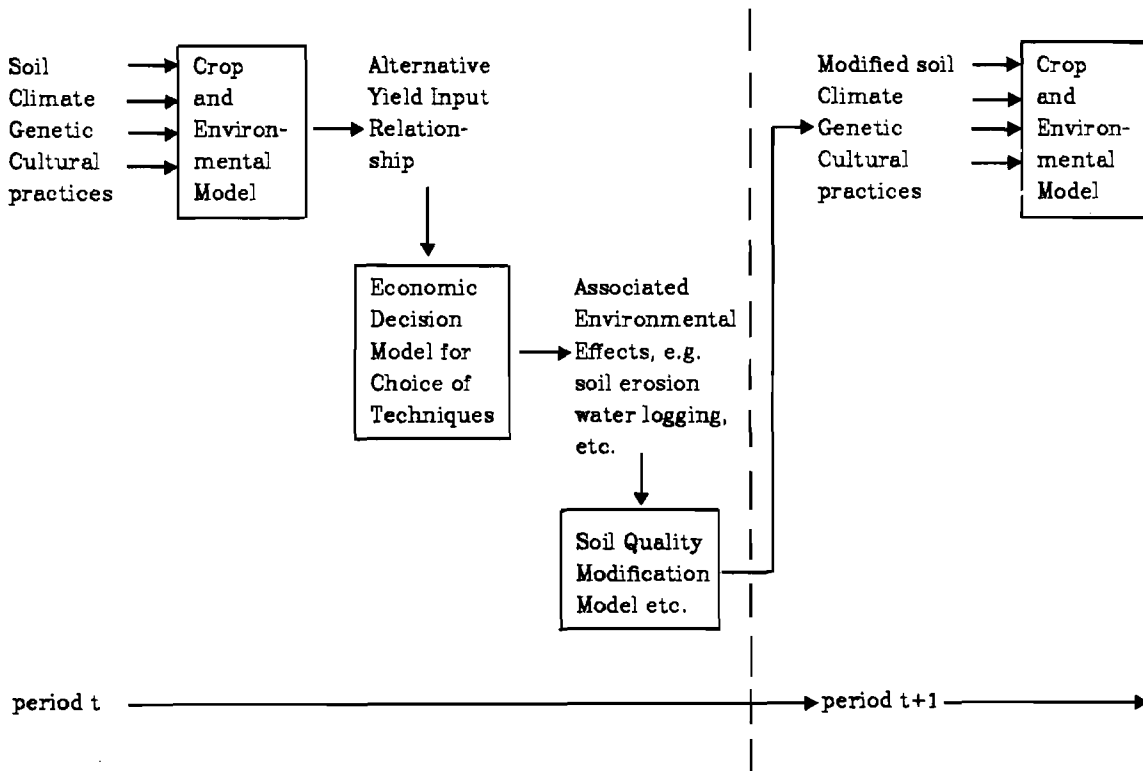 Soil
Climate
Genetic
Cultural
practices
Crop
and
Environ-
mental
Model
Alternative
Yield Input
Relation-
ship
Economic
Decision
Model for
Choice of
Techniques
Associated
Environmental
Effects, e.g.
soil erosion
water logging,
etc.
Soil Quality
Modification
Model etc.
Modified soil
Climate
Genetic
Cultural
practices
Crop
and
Environ-
mental
Model
period t
period t+1